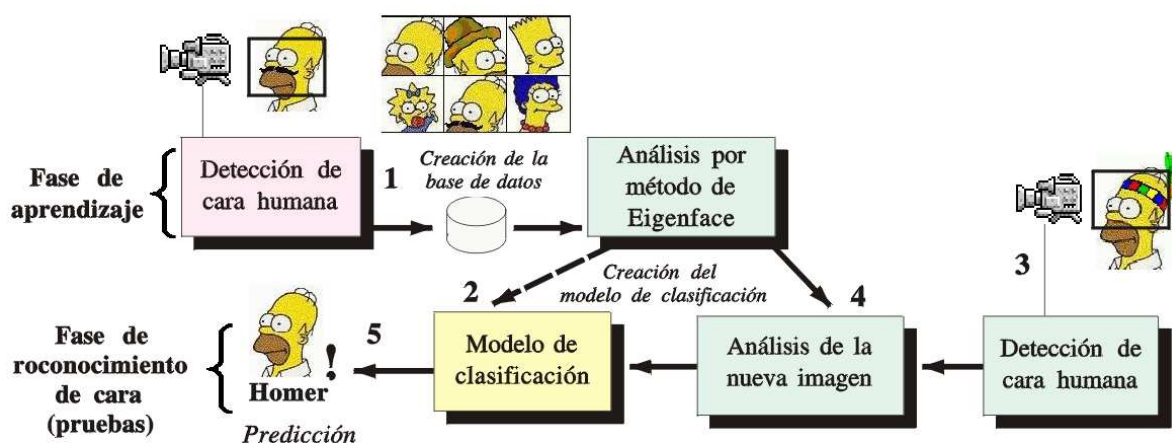 Fase de
aprendizaje
Detección de
cara humana
1
Creación de la
base de datos
Análisis por
método de
Eigenface
2
Creación del
modelo de clasificación
3
4
Fase de
roconocimiento
de cara
(pruebas)
Homer
!
Predicción
5
Modelo de
clasificación
Análisis de la
nueva imagen
Detección de
cara humana